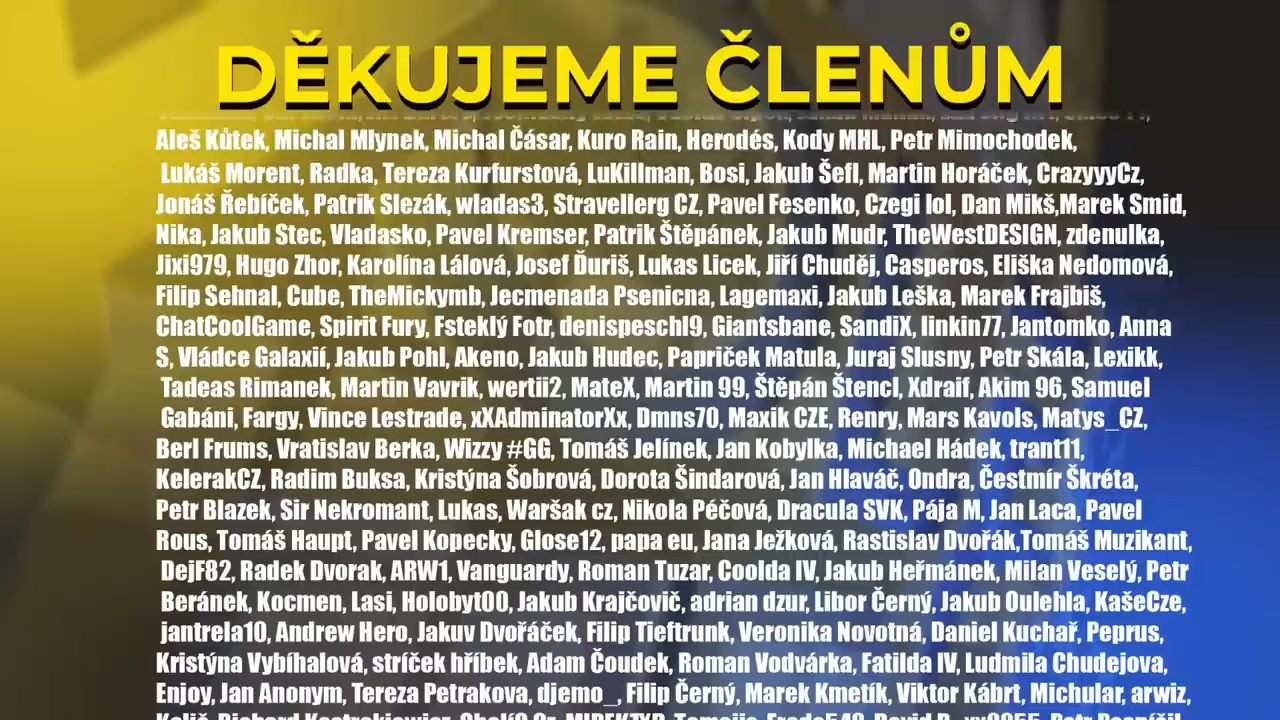 DĚKUJEME ČLENŮM
Aleš Kůtek, Michal Mlynek, Michal Čásar, Kuro Rain, Herodés, Kody MHL, Petr Mimochodek,
Lukáš Morent, Radka, Tereza Kurfurstová, LuKillman, Bosi, Jakub Šefl, Martin Horáček, CrazyyyCz,
Jonáš Řebíček, Patrik Slezák, wladas3, Stravellerg CZ, Pavel Fesenko, Czegi lol, Dan Mikš,Marek Smid,
Nika, Jakub Stec, Vladasko, Pavel Kremser, Patrik Štěpánek, Jakub Mudr, TheWestDESIGN, zdenulka,
Jixi979, Hugo Zhor, Karolína Lálová, Josef Ďuriš, Lukas Licek, Jiří Chuděj, Casperos, Eliška Nedomová,
Filip Sehnal, Cube, TheMickymb, Jecmenada Psenicna, Lagemaxi, Jakub Leška, Marek Frajbiš,
ChatCoolGame, Spirit Fury, Fsteklý Fotr, denispeschl9, Giantsbane, SandiX, linkin77, Jantomko, Anna
S, Vládce Galaxií, Jakub Pohl, Akeno, Jakub Hudec, Papriček Matula, Juraj Slusny, Petr Skála, Lexikk,
Tadeas Rimanek, Martin Vavrik, wertii2, MateX, Martin 99, Štěpán Štencl, Xdraif, Akim 96, Samuel
Gabáni, Fargy, Vince Lestrade, xXAdminatorXx, Dmns70, Maxik CZE, Renry, Mars Kavols, Matys_CZ,
Berl Frums, Vratislav Berka, Wizzy #GG, Tomáš Jelínek, Jan Kobylka, Michael Hádek, trant11,
KelerakCZ, Radim Buksa, Kristýna Šobrová, Dorota Šindarová, Jan Hlaváč, Ondra, Čestmír Škréta,
Petr Blazek, Sir Nekromant, Lukas, Waršak cz, Nikola Péčová, Dracula SVK, Pája M, Jan Laca, Pavel
Rous, Tomáš Haupt, Pavel Kopecky, Glose12, papa eu, Jana Ježková, Rastislav Dvořák,Tomáš Muzikant,
DejF82, Radek Dvorak, ARW1, Vanguardy, Roman Tuzar, Coolda IV, Jakub Heřmánek, Milan Veselý, Petr
Beránek, Kocmen, Lasi, Holobyt00, Jakub Krajčovič, adrian dzur, Libor Černý, Jakub Oulehla, KašeCze,
jantrela10, Andrew Hero, Jakuv Dvořáček, Filip Tieftrunk, Veronika Novotná, Daniel Kuchař, Peprus,
Kristýna Vybíhalová, stríček hříbek, Adam Čoudek, Roman Vodvárka, Fatilda IV, Ludmila Chudejova,
Enjoy, Jan Anonym, Tereza Petrakova, djemo_, Filip Černý, Marek Kmetík, Viktor Kábrt, Michular, arwiz,